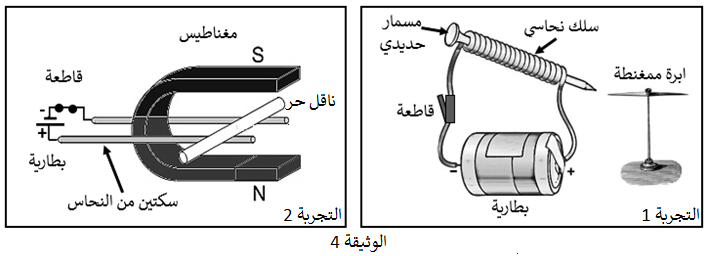 مسمار
حديدي
سلك نحاسي
ابرة ممغنطة
قاطعة
-
+
بطارية
التجربة 1
مغناطيس
S
قاطعة
ناقل حر
-
+
بطارية
N
سكتين من النحاس
التجربة 2
الوثيقة 4